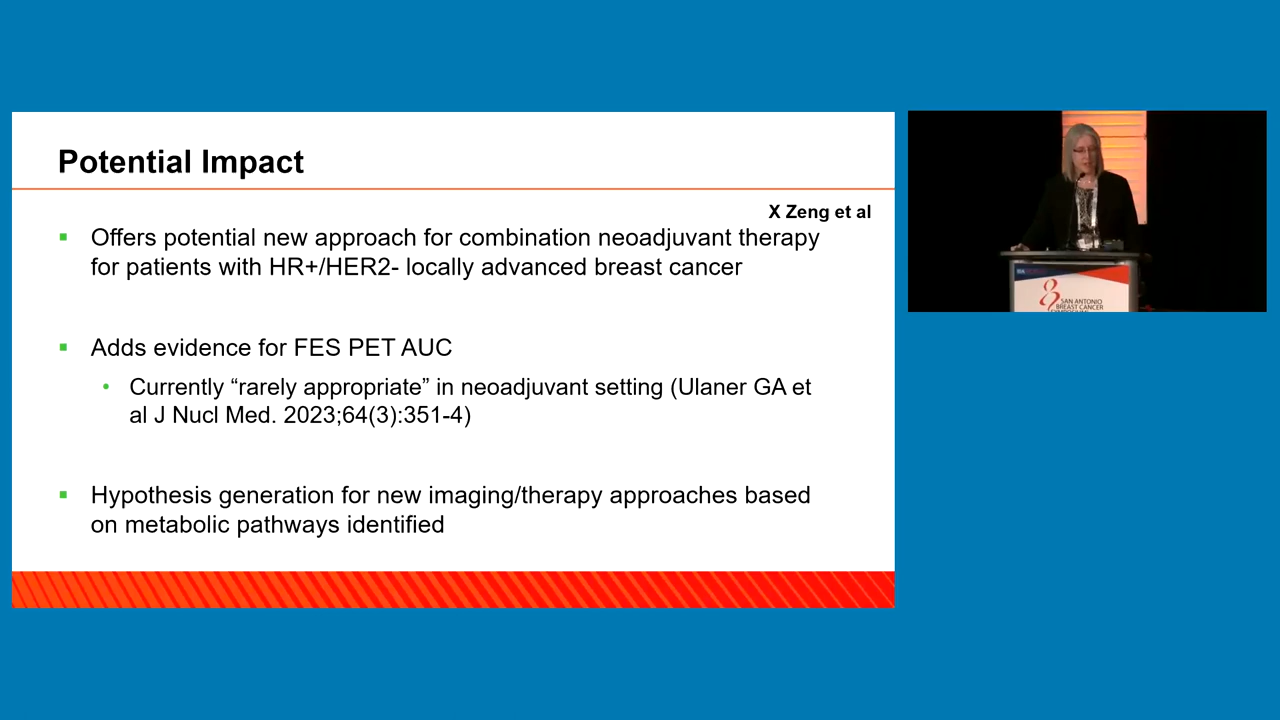 Potential Impact
X Zeng et al
Offers potential new approach for combination neoadjuvant therapy
for patients with HR+/HER2- locally advanced breast cancer
Adds evidence for FES PET AUC
Currently “rarely appropriate” in neoadjuvant setting (Ulaner GA et
al J Nucl Med. 2023;64(3):351-4)
Hypothesis generation for new imaging/therapy approaches based
on metabolic pathways identified
SAN ANTONIO
BREAST CANCER
SYMPOSIUM